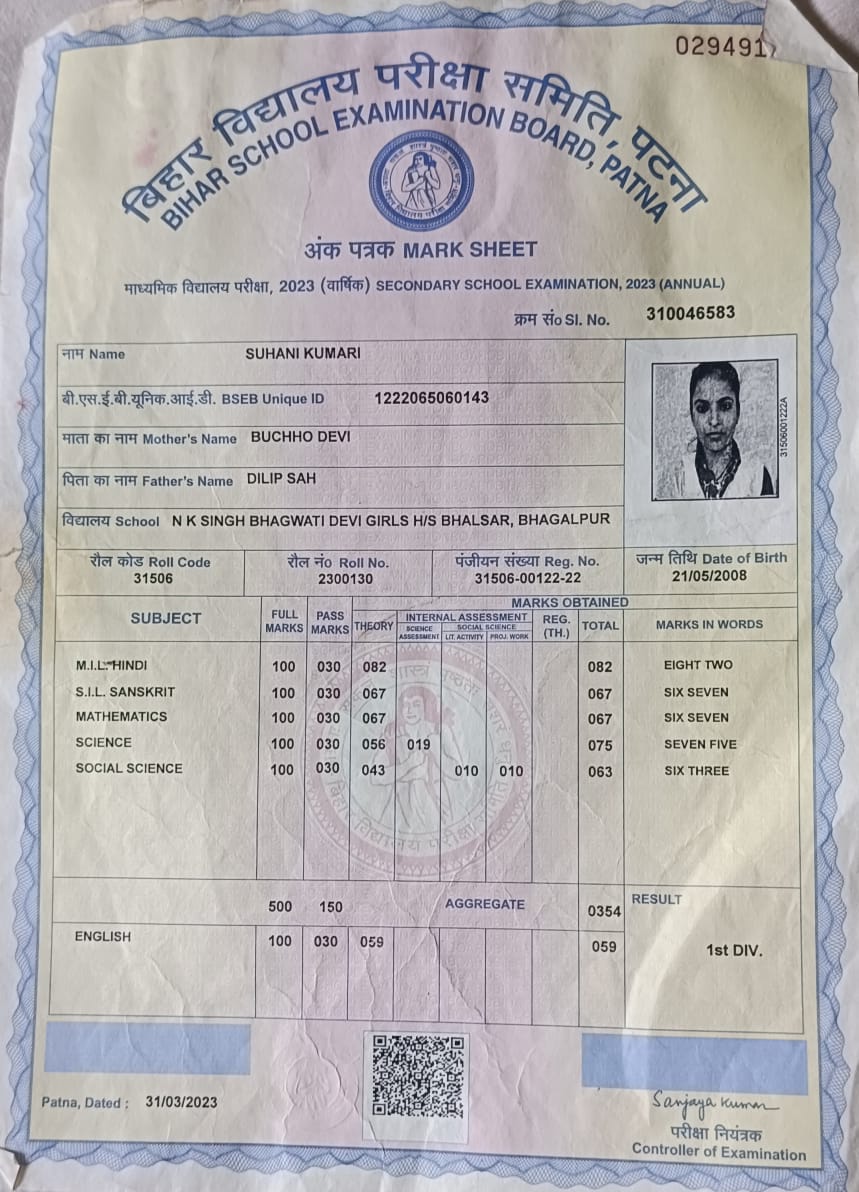 029491
बिहार विद्यालय परीक्षा समिति, पटना
BIHAR SCHOOL EXAMINATION BOARD, PATNA
अंक पत्रक MARK SHEET
माध्यमिक विद्यालय परीक्षा, 2023 (वार्षिक) SECONDARY SCHOOL EXAMINATION, 2023 (ANNUAL)
क्रम सं० SI. No. 310046583
नाम Name SUHANI KUMARI
बी.एस.ई.बी.यूनिक.आई.डी. BSEB Unique ID 1222065060143
माता का नाम Mother's Name BUCHHO DEVI
पिता का नाम Father's Name DILIP SAH
विद्यालय School N K SINGH BHAGWATI DEVI GIRLS H/S BHALSAR, BHAGALPUR
31506001222A
रौल कोड Roll Code रौल नं० Roll No. पंजीयन संख्या Reg. No. जन्म तिथि Date of Birth
31506 2300130 31506-00122-22 21/05/2008
MARKS OBTAINED
SUBJECT FULL MARKS PASS MARKS THEORY INTERNAL ASSESSMENT REG. (TH.) TOTAL MARKS IN WORDS
SCIENCE ASSESSMENT SOCIAL SCIENCE
LIT. ACTIVITY PROJ. WORK
M.I.L. HINDI 100 030 082 082 EIGHT TWO
S.I.L. SANSKRIT 100 030 067 067 SIX SEVEN
MATHEMATICS 100 030 067 067 SIX SEVEN
SCIENCE 100 030 056 019 075 SEVEN FIVE
SOCIAL SCIENCE 100 030 043 010 010 063 SIX THREE
500 150 AGGREGATE 0354 RESULT
ENGLISH 100 030 059 059 1st DIV.
Patna, Dated : 31/03/2023
Sanjaya Kumar
परीक्षा नियंत्रक
Controller of Examination